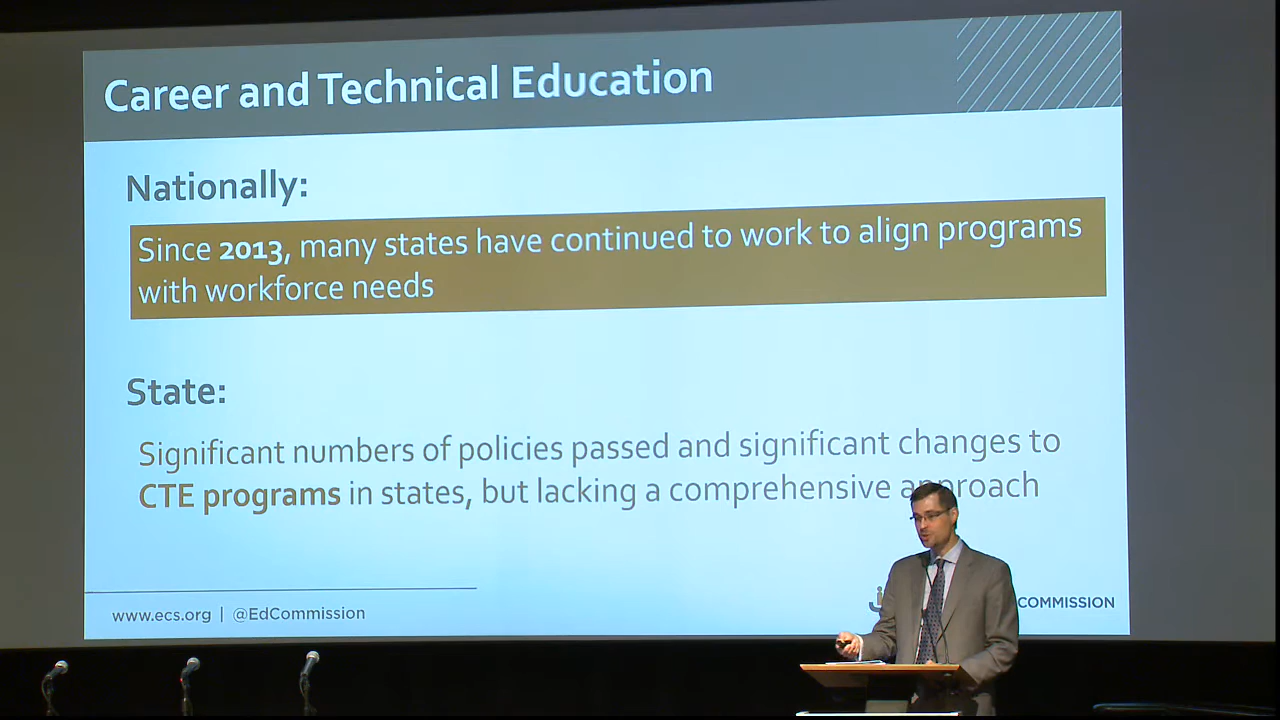 Career and Technical Education
Nationally:
Since 2013, many states have continued to work to align programs
with workforce needs
State:
Significant numbers of policies passed and significant changes to
CTE programs in states, but lacking a comprehensive approach
www.ecs.org | @EdCommission
COMMISSION